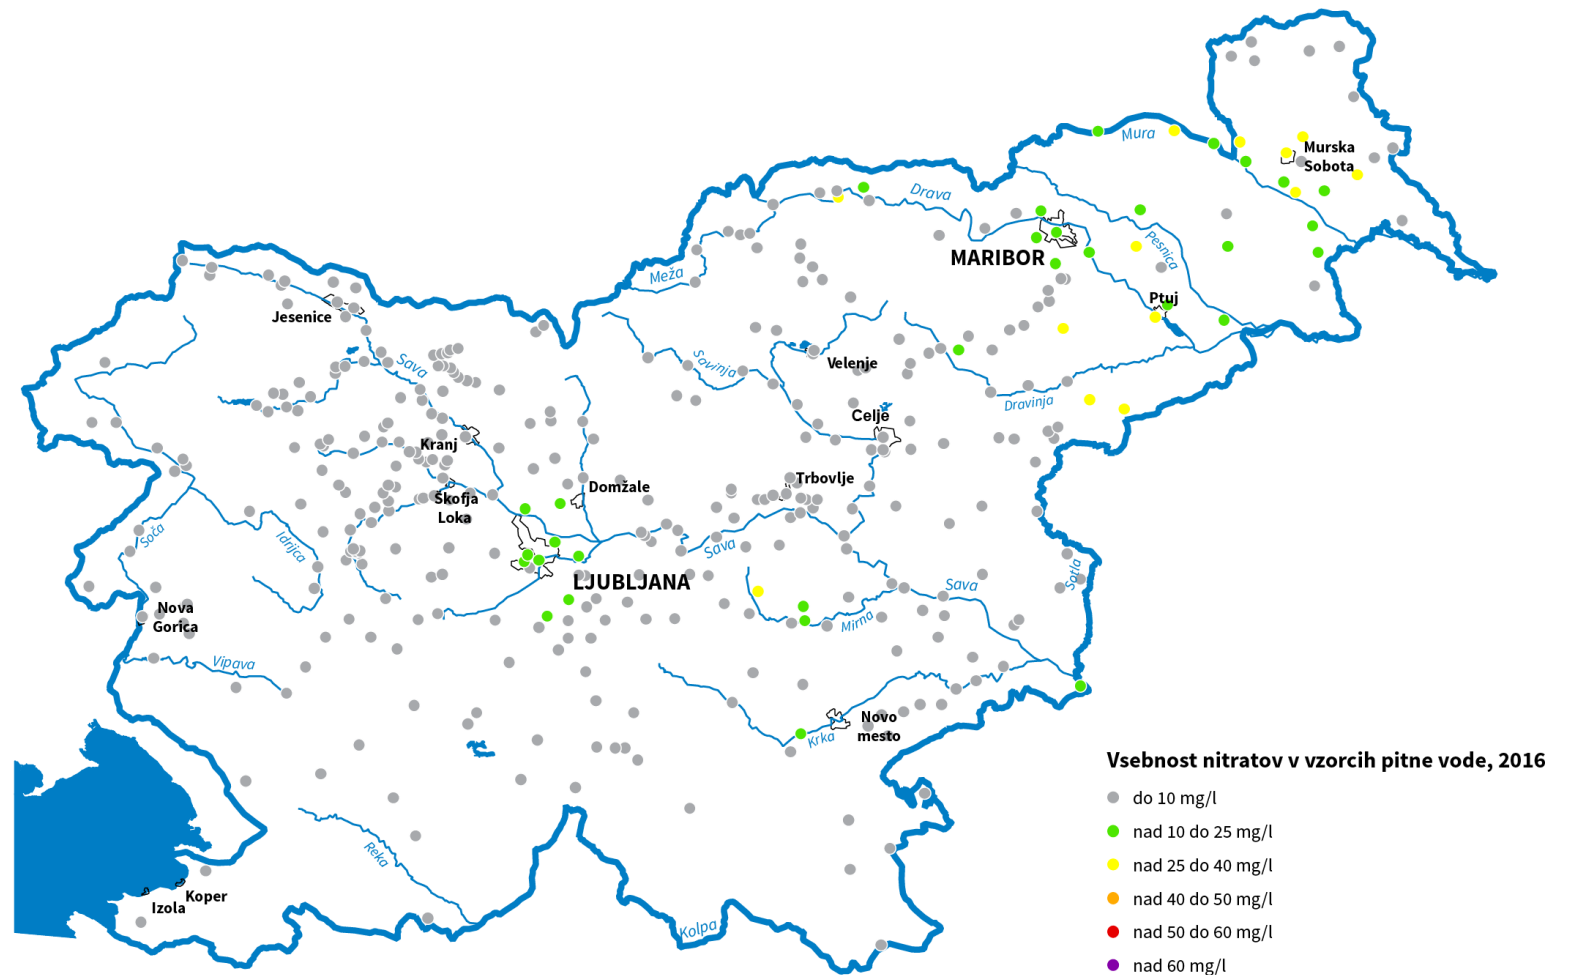 Mura
Murska
Sobota
Drava
MARIBOR
Pesnica
Meža
Ptuj
Jesenice
Sava
Savinja
Velenje
Dravinja
Celje
Kranj
Domžale
Trbovlje
Škofja
Loka
Soča
Idrijca
Sava
LJUBLJANA
Sava
Sotla
Nova
Gorica
Mirna
Vipava
Novo
mesto
Krka
Vsebnost nitratov v vzorcih pitne vode, 2016
do 10 mg/l
nad 10 do 25 mg/l
nad 25 do 40 mg/l
nad 40 do 50 mg/l
nad 50 do 60 mg/l
nad 60 mg/l
Reka
Koper
Izola
Kolpa